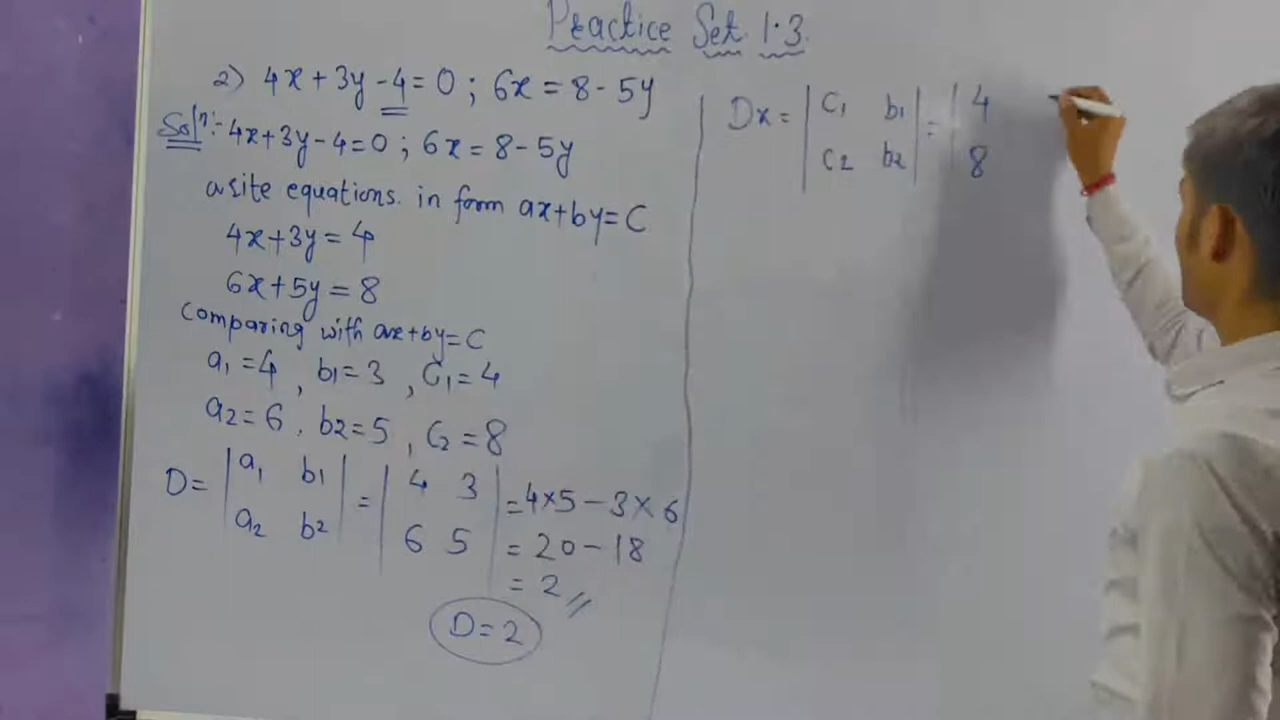 Practice Set 1.3
2) 4x+3y-4=0 ; 6x=8-5y
Solⁿ:- 4x+3y-4=0 ; 6x=8-5y
write equations. in form ax+by=C
4x+3y=4
6x+5y=8
Comparing with ax+by=C
a₁=4, b₁=3, C₁=4
a₂=6, b₂=5, C₂=8
D= |a₁ b₁| = |4 3| =4×5-3×6
|a₂ b₂| |6 5| =20-18
=2//
D=2
Dx= |C₁ b₁| = |4
|C₂ b₂| |8